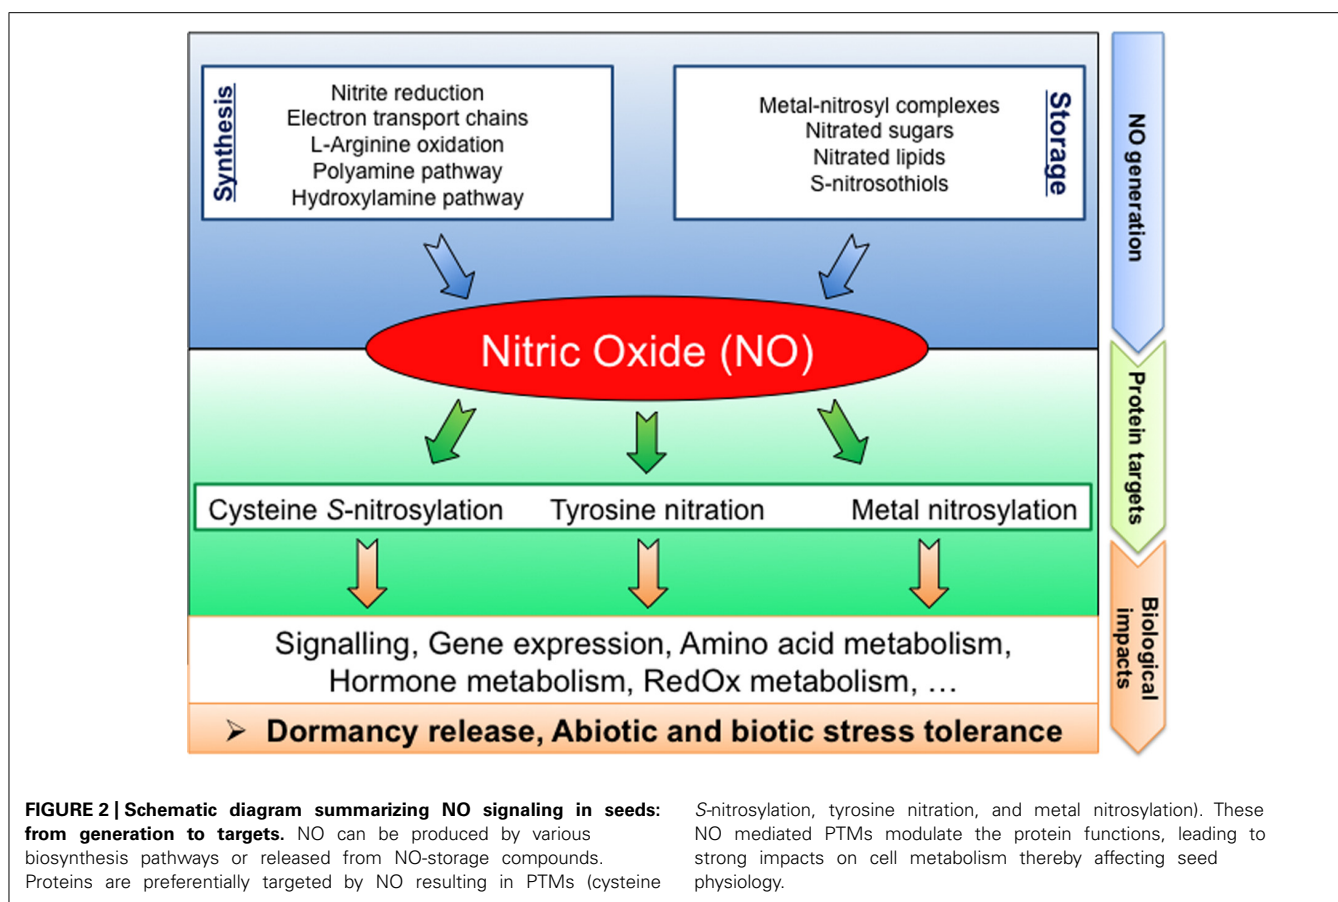 Synthesis
Nitrite reduction
Electron transport chains
L-Arginine oxidation
Polyamine pathway
Hydroxylamine pathway
Metal-nitrosyl complexes
Nitrated sugars
Nitrated lipids
S-nitrosothiols
Storage
NO generation
Nitric Oxide (NO)
Protein targets
Cysteine S-nitrosylation
Tyrosine nitration
Metal nitrosylation
Biological
impacts
Signalling, Gene expression, Amino acid metabolism,
Hormone metabolism, RedOx metabolism, …
➢ Dormancy release, Abiotic and biotic stress tolerance
FIGURE 2 | Schematic diagram summarizing NO signaling in seeds:
from generation to targets. NO can be produced by various
biosynthesis pathways or released from NO-storage compounds.
Proteins are preferentially targeted by NO resulting in PTMs (cysteine
S-nitrosylation, tyrosine nitration, and metal nitrosylation). These
NO mediated PTMs modulate the protein functions, leading to
strong impacts on cell metabolism thereby affecting seed
physiology.